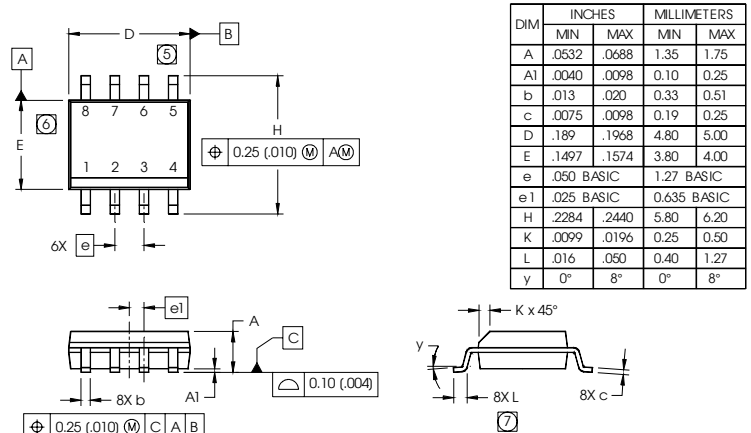 D
B
5
A
8 7 6 5
6
E
H
⌖ 0.25 (.010) Ⓜ AⓂ
1 2 3 4
6X e
DIM INCHES MILLIMETERS
MIN MAX MIN MAX
A .0532 .0688 1.35 1.75
A1 .0040 .0098 0.10 0.25
b .013 .020 0.33 0.51
c .0075 .0098 0.19 0.25
D .189 .1968 4.80 5.00
E .1497 .1574 3.80 4.00
e .050 BASIC 1.27 BASIC
e1 .025 BASIC 0.635 BASIC
H .2284 .2440 5.80 6.20
K .0099 .0196 0.25 0.50
L .016 .050 0.40 1.27
y 0° 8° 0° 8°
e1
A
C
8X b
A1
⌓ 0.10 (.004)
⌖ 0.25 (.010) Ⓜ C A B
K x 45°
y
8X L
8X c
7